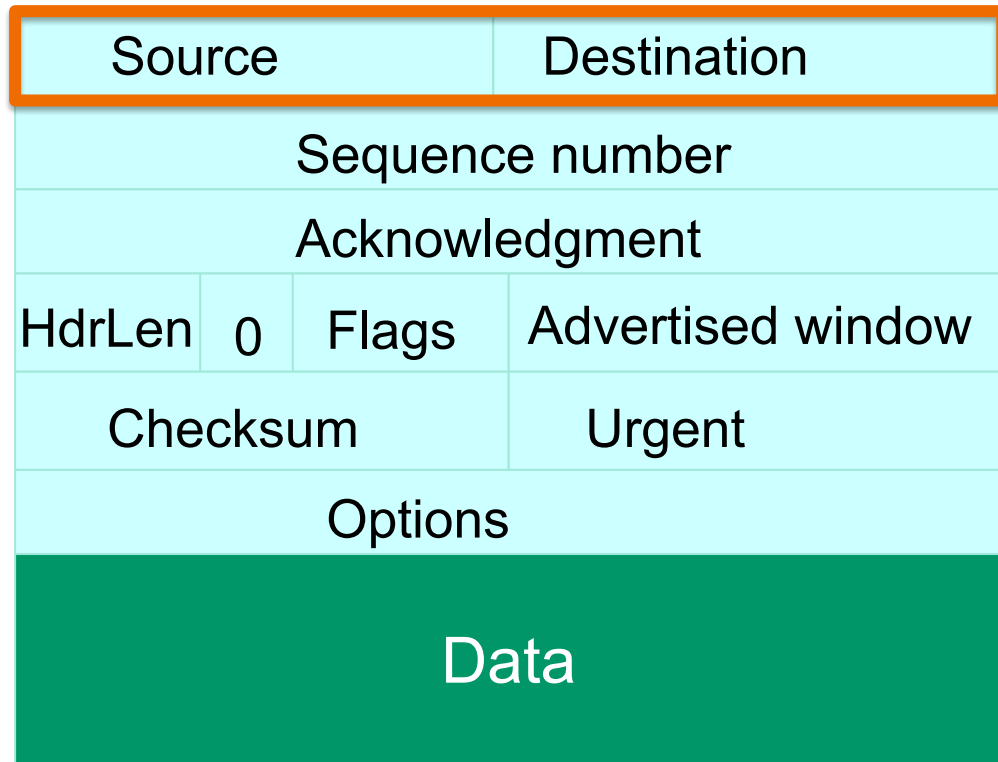 Source Destination
Sequence number
Acknowledgment
HdrLen 0 Flags Advertised window
Checksum Urgent
Options
Data